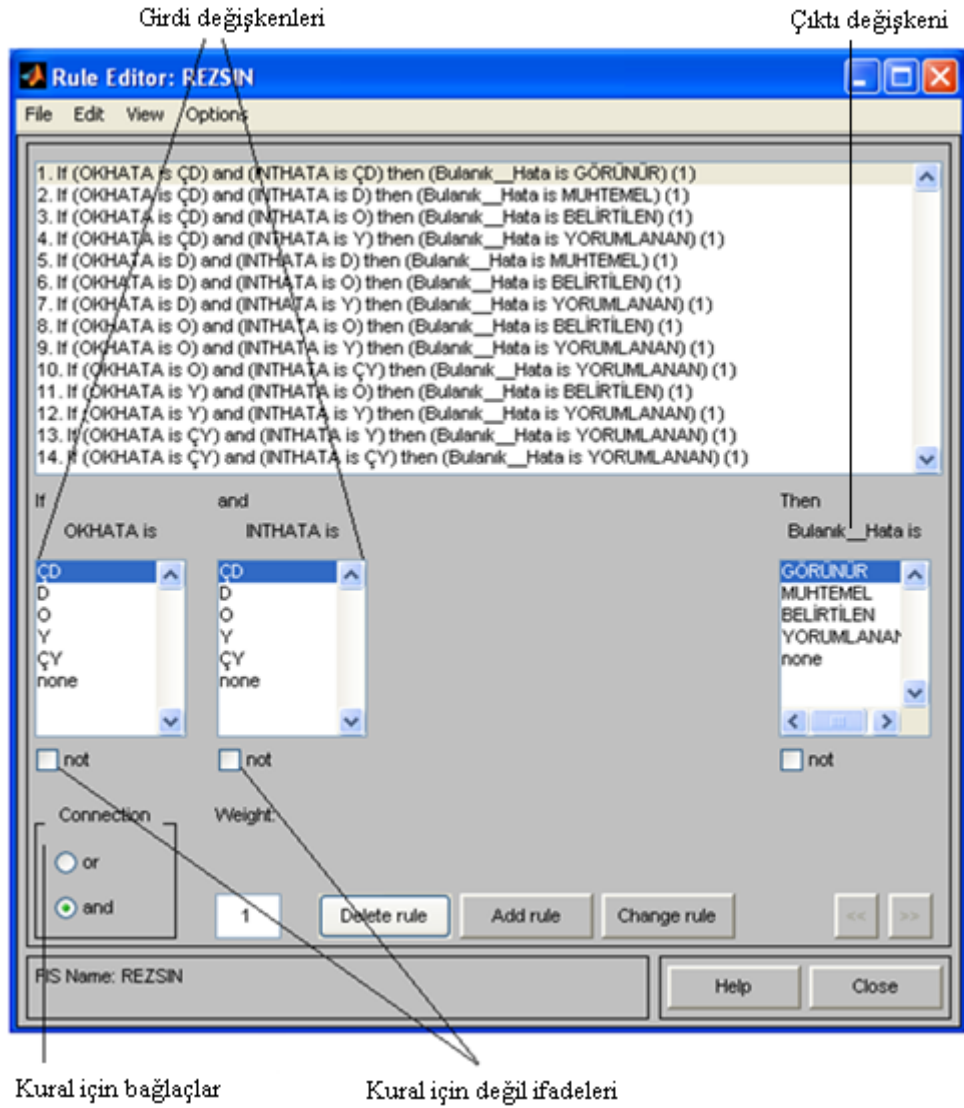 Girdi değişkenleri
Çıktı değişkeni
Rule Editor: REZSIN
File Edit View Options
1. If (OKHATA is ÇD) and (INTHATA is ÇD) then (Bulanık__Hata is GÖRÜNÜR) (1)
2. If (OKHATA is ÇD) and (INTHATA is D) then (Bulanık__Hata is MUHTEMEL) (1)
3. If (OKHATA is ÇD) and (INTHATA is O) then (Bulanık__Hata is BELİRTİLEN) (1)
4. If (OKHATA is ÇD) and (INTHATA is Y) then (Bulanık__Hata is YORUMLANAN) (1)
5. If (OKHATA is D) and (INTHATA is D) then (Bulanık__Hata is MUHTEMEL) (1)
6. If (OKHATA is D) and (INTHATA is O) then (Bulanık__Hata is BELİRTİLEN) (1)
7. If (OKHATA is D) and (INTHATA is Y) then (Bulanık__Hata is YORUMLANAN) (1)
8. If (OKHATA is O) and (INTHATA is O) then (Bulanık__Hata is BELİRTİLEN) (1)
9. If (OKHATA is O) and (INTHATA is Y) then (Bulanık__Hata is YORUMLANAN) (1)
10. If (OKHATA is O) and (INTHATA is ÇY) then (Bulanık__Hata is YORUMLANAN) (1)
11. If (OKHATA is Y) and (INTHATA is O) then (Bulanık__Hata is BELİRTİLEN) (1)
12. If (OKHATA is Y) and (INTHATA is Y) then (Bulanık__Hata is YORUMLANAN) (1)
13. If (OKHATA is ÇY) and (INTHATA is Y) then (Bulanık__Hata is YORUMLANAN) (1)
14. If (OKHATA is ÇY) and (INTHATA is ÇY) then (Bulanık__Hata is YORUMLANAN) (1)
If and Then
OKHATA is INTHATA is Bulanık__Hata is
ÇD ÇD GÖRÜNÜR
D D MUHTEMEL
O O BELİRTİLEN
Y Y YORUMLANAN
ÇY ÇY none
none none
not not not
Connection Weight:
or
and 1 Delete rule Add rule Change rule << >>
FIS Name: REZSIN Help Close
Kural için bağlaçlar
Kural için değil ifadeleri